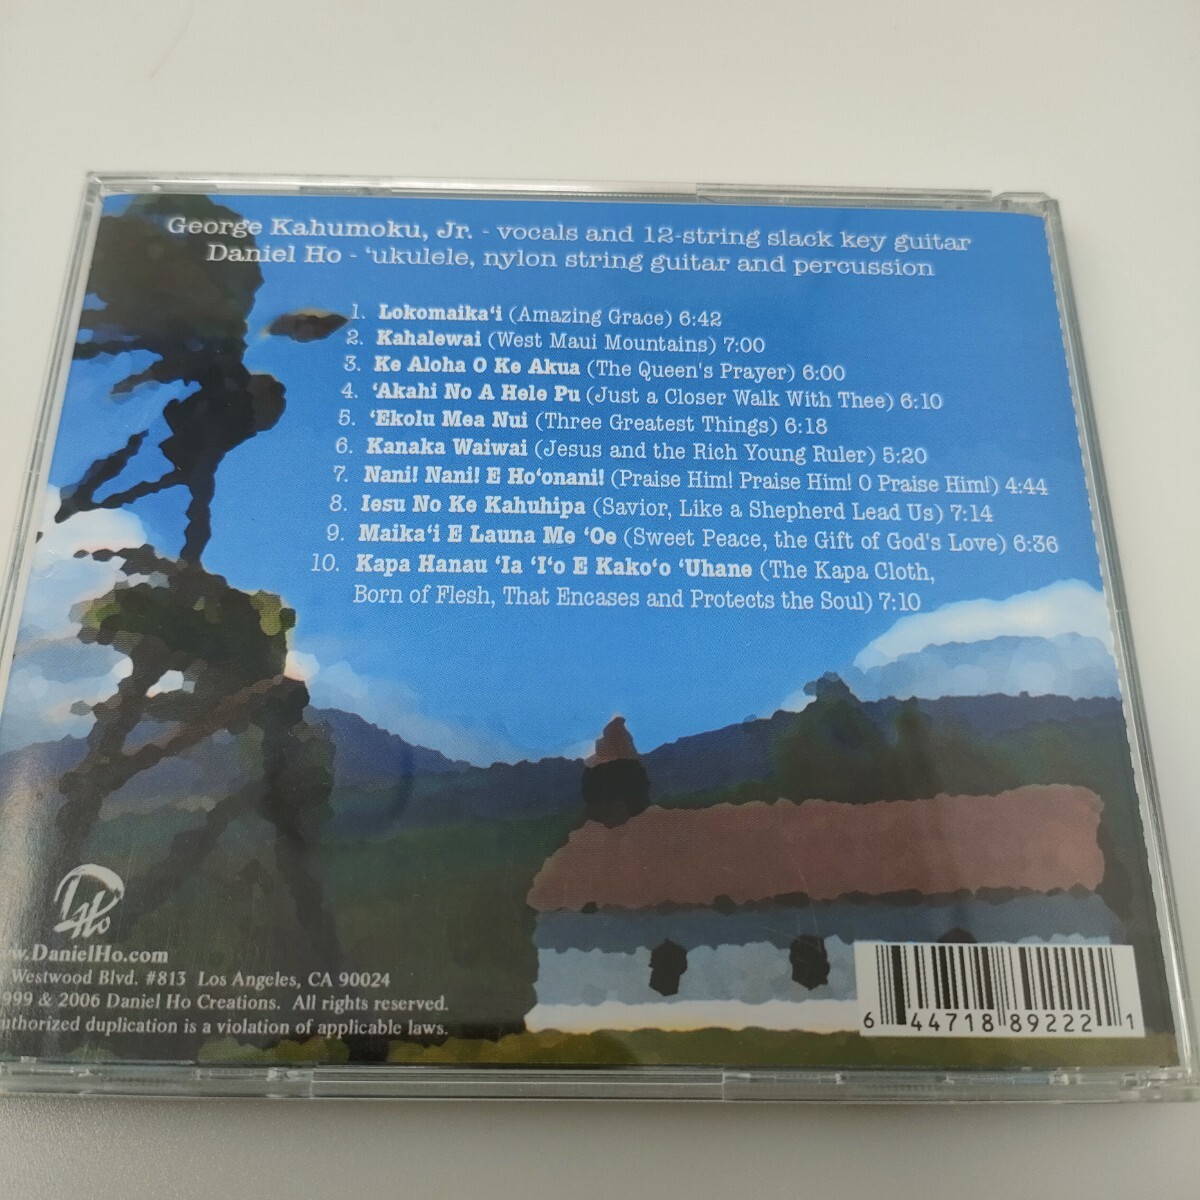 George Kahumoku, Jr. - vocals and 12-string slack key guitar
Daniel Ho - ‘ukulele, nylon string guitar and percussion
1. Lokomaika‘i (Amazing Grace) 6:42
2. Kahalewai (West Maui Mountains) 7:00
3. Ke Aloha O Ke Akua (The Queen's Prayer) 6:00
4. ‘Akahi No A Hele Pu (Just a Closer Walk With Thee) 6:10
5. ‘Ekolu Mea Nui (Three Greatest Things) 6:18
6. Kanaka Waiwai (Jesus and the Rich Young Ruler) 5:20
7. Nani! Nani! E Ho‘onani! (Praise Him! Praise Him! O Praise Him!) 4:44
8. Iesu No Ke Kahuhipa (Savior, Like a Shepherd Lead Us) 7:14
9. Maika‘i E Launa Me ‘Oe (Sweet Peace, the Gift of God's Love) 6:36
10. Kapa Hanau ‘Ia ‘I‘o E Kako‘o ‘Uhane (The Kapa Cloth,
Born of Flesh, That Encases and Protects the Soul) 7:10
D Ho
w.DanielHo.com
Westwood Blvd. #813 Los Angeles, CA 90024
999 & 2006 Daniel Ho Creations. All rights reserved.
uthorized duplication is a violation of applicable laws.
6 44718 89222 1